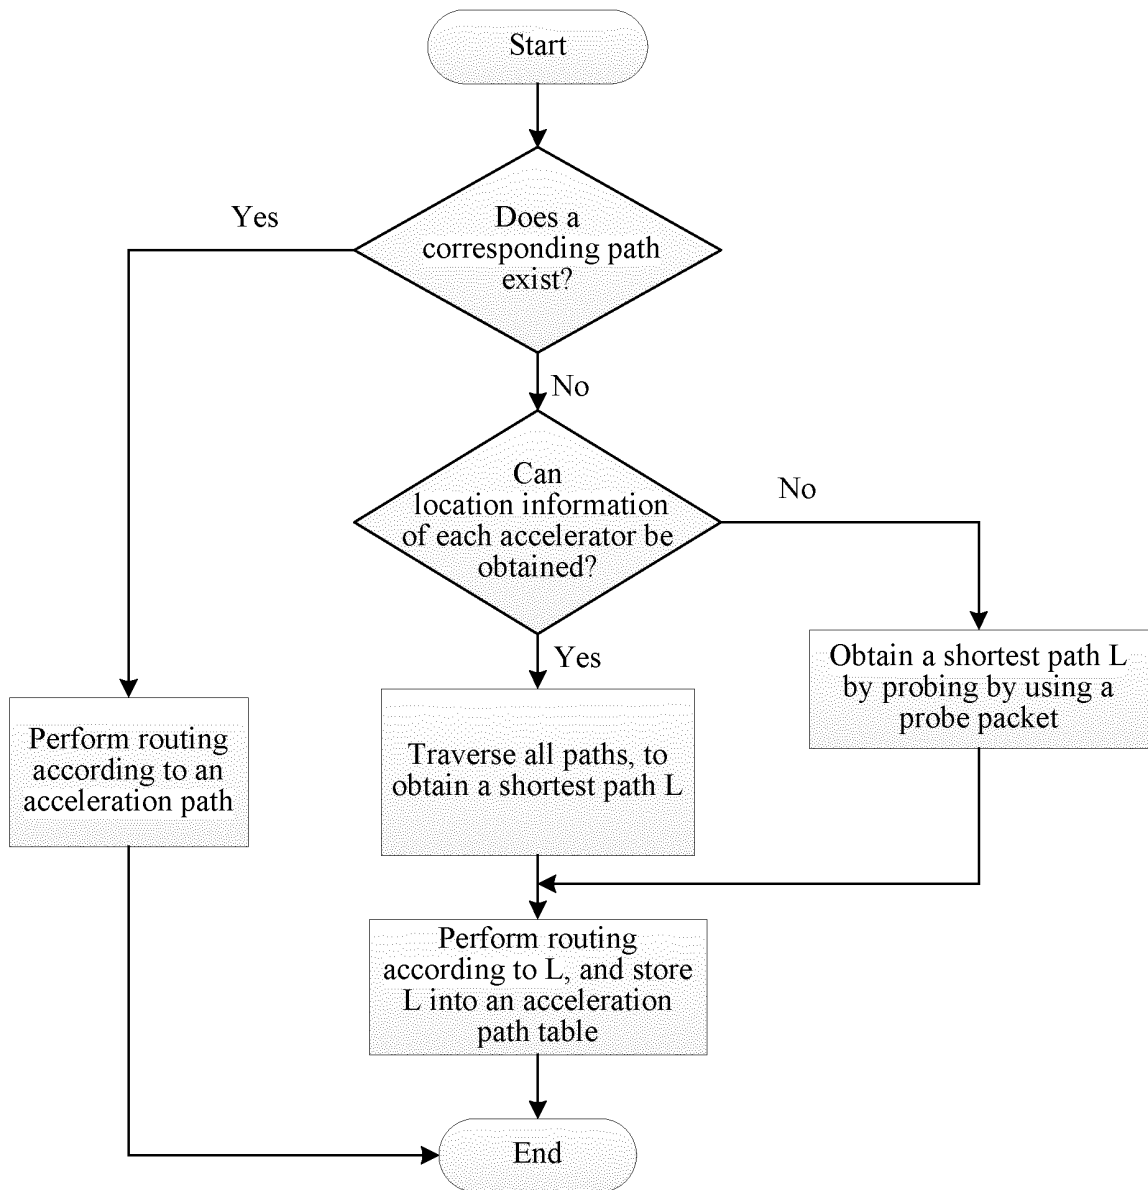 Start
Yes
Does a
corresponding path
exist?
No
Can
location information
of each accelerator be
obtained?
No
Yes
Obtain a shortest path L
by probing by using a
probe packet
Perform routing
according to an
acceleration path
Traverse all paths, to
obtain a shortest path L
Perform routing
according to L, and store
L into an acceleration
path table
End